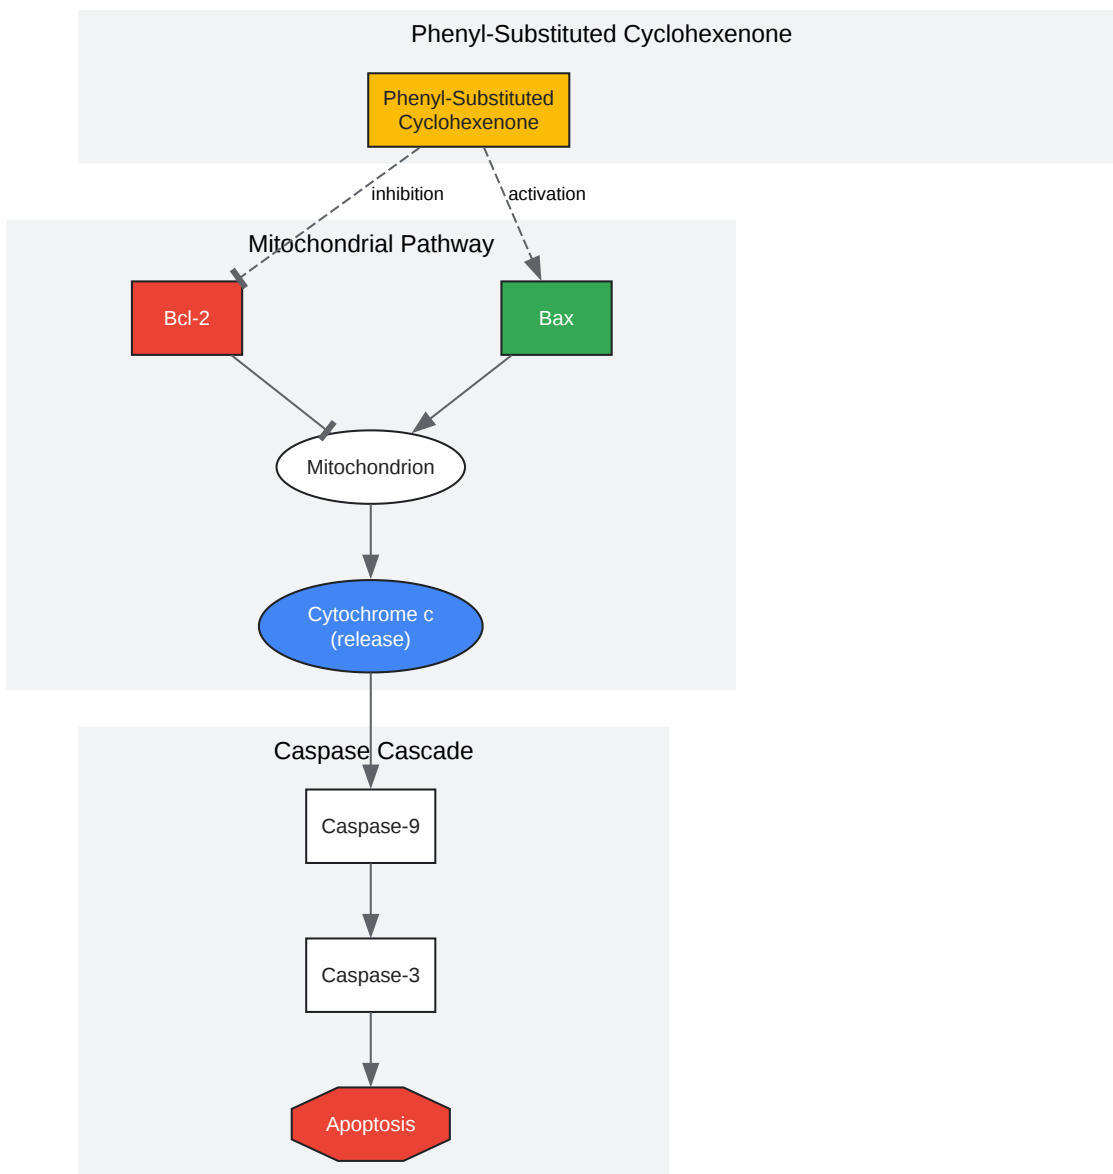 Phenyl-Substituted Cyclohexenone
Phenyl-Substituted
Cyclohexenone
inhibition
activation
Mitochondrial Pathway
Bcl-2
Bax
Mitochondrion
Cytochrome c
(release)
Caspase Cascade
Caspase-9
Caspase-3
Apoptosis